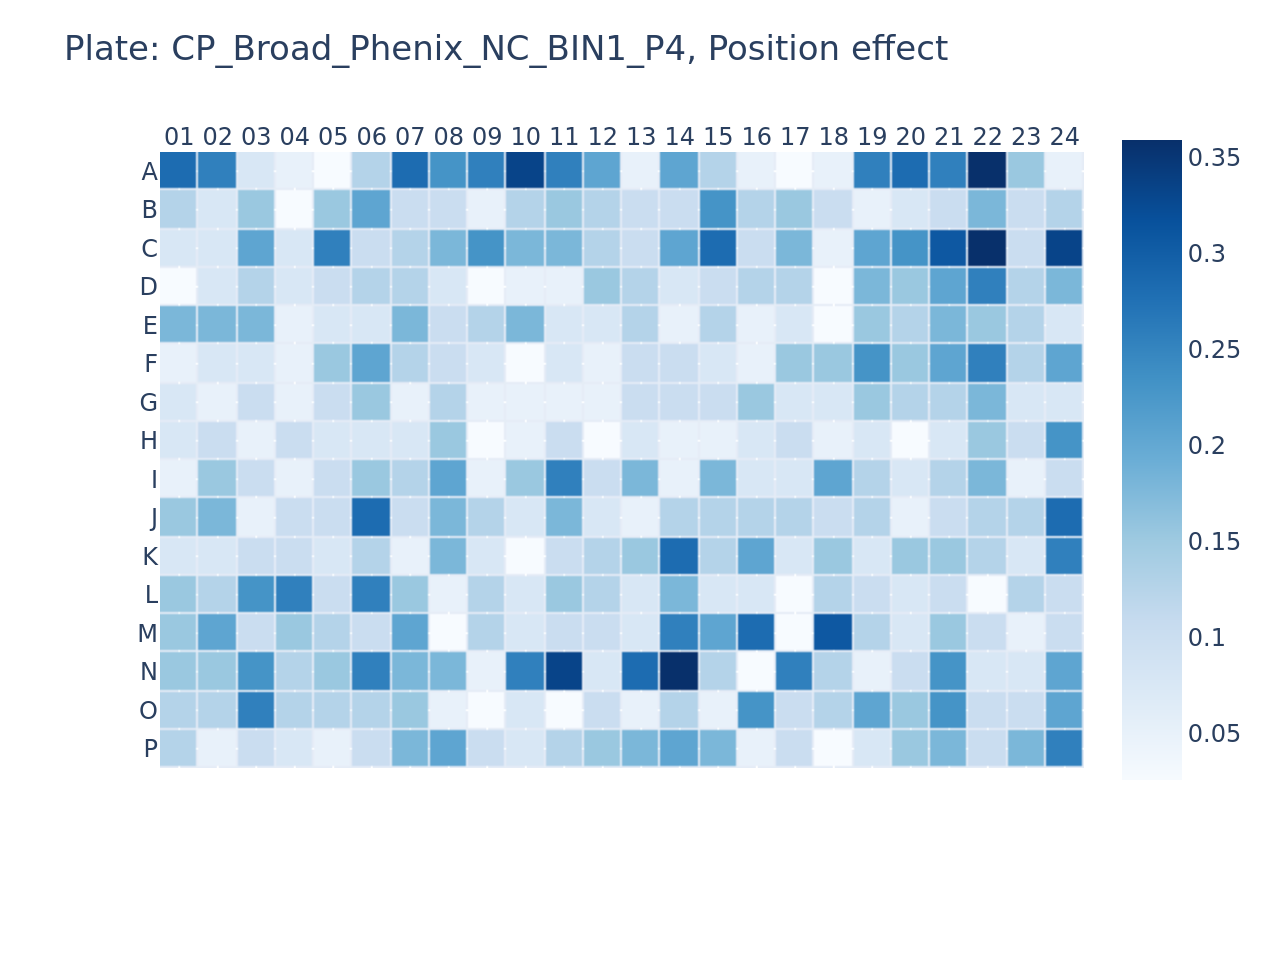 Plate: CP_Broad_Phenix_NC_BIN1_P4, Position effect
01 02 03 04 05 06 07 08 09 10 11 12 13 14 15 16 17 18 19 20 21 22 23 24
A
B
C
D
E
F
G
H
I
J
K
L
M
N
O
P
0.35
0.3
0.25
0.2
0.15
0.1
0.05